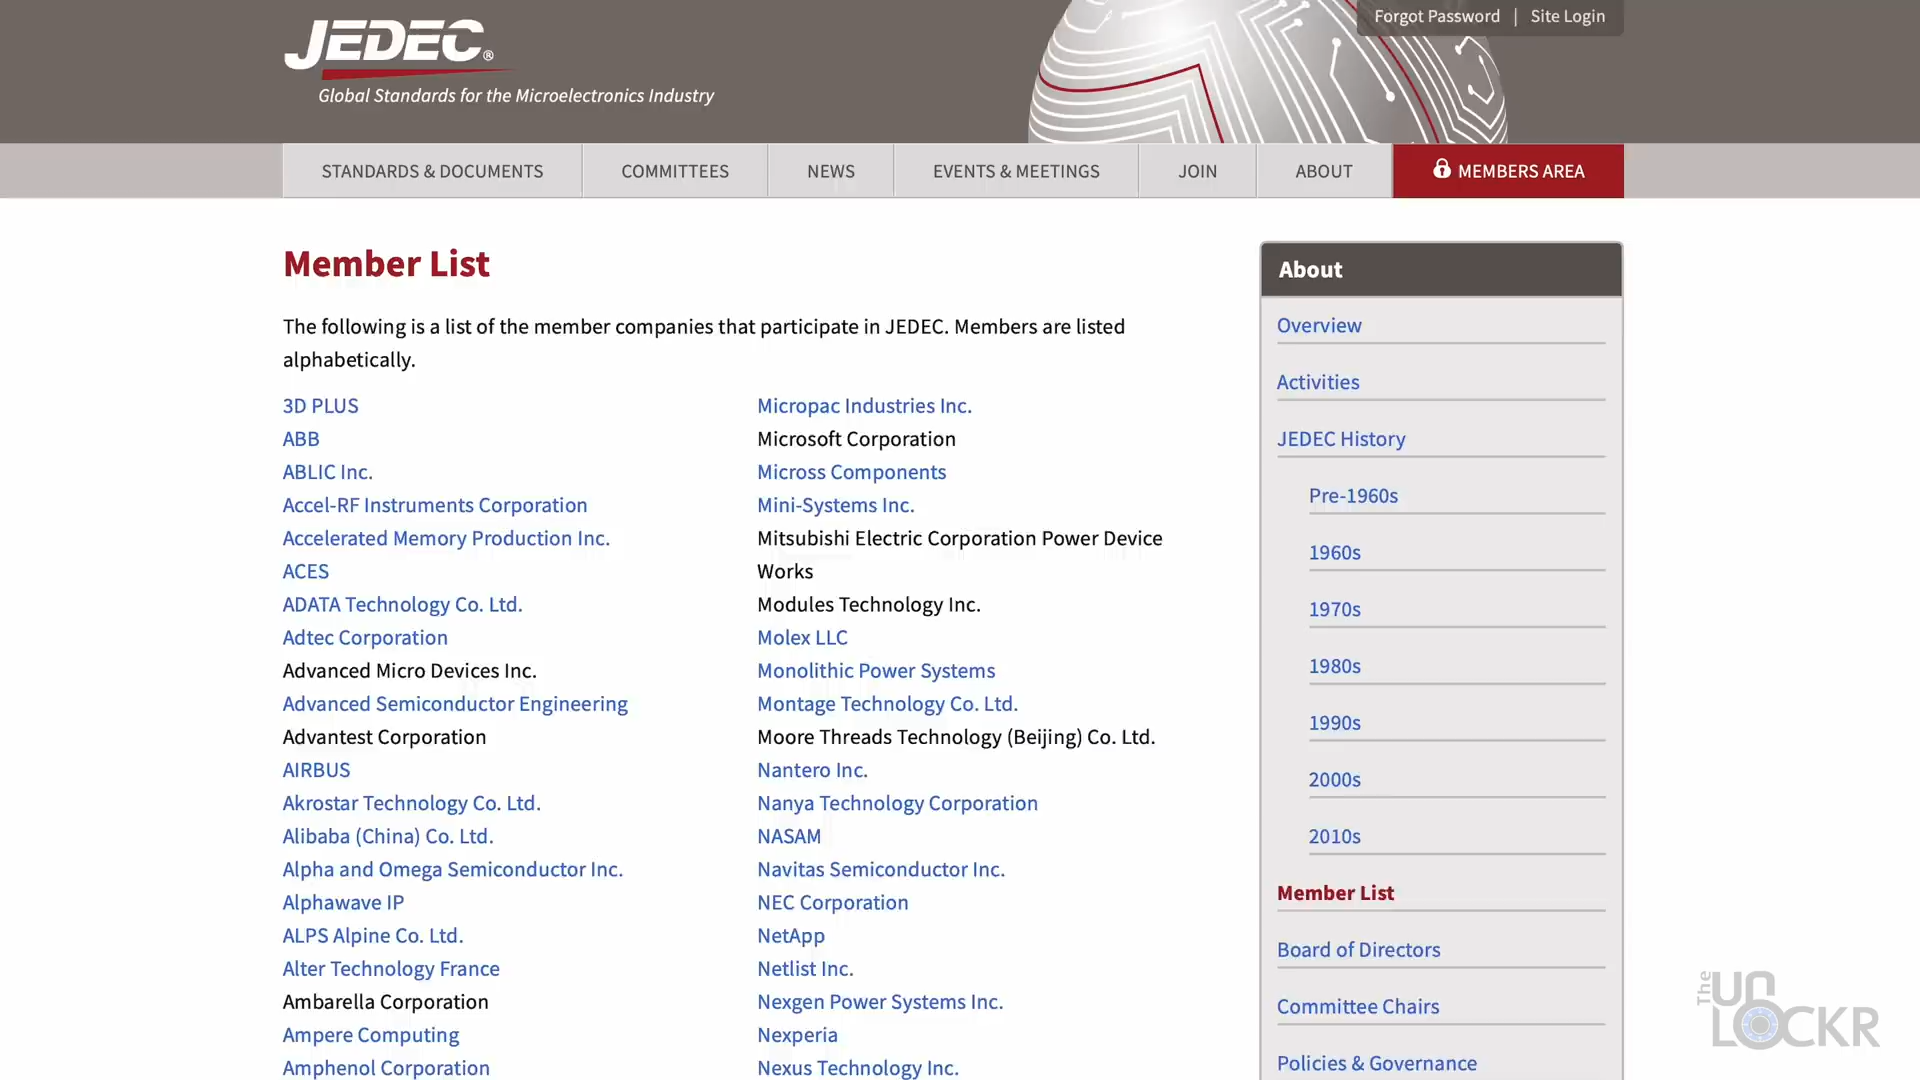 JEDEC®
Global Standards for the Microelectronics Industry
Forgot Password | Site Login
STANDARDS & DOCUMENTS
COMMITTEES
NEWS
EVENTS & MEETINGS
JOIN
ABOUT
MEMBERS AREA
Member List
The following is a list of the member companies that participate in JEDEC. Members are listed
alphabetically.
3D PLUS
ABB
ABLIC Inc.
Accel-RF Instruments Corporation
Accelerated Memory Production Inc.
ACES
ADATA Technology Co. Ltd.
Adtec Corporation
Advanced Micro Devices Inc.
Advanced Semiconductor Engineering
Advantest Corporation
AIRBUS
Akrostar Technology Co. Ltd.
Alibaba (China) Co. Ltd.
Alpha and Omega Semiconductor Inc.
Alphawave IP
ALPS Alpine Co. Ltd.
Alter Technology France
Ambarella Corporation
Ampere Computing
Amphenol Corporation
Micropac Industries Inc.
Microsoft Corporation
Micross Components
Mini-Systems Inc.
Mitsubishi Electric Corporation Power Device
Works
Modules Technology Inc.
Molex LLC
Monolithic Power Systems
Montage Technology Co. Ltd.
Moore Threads Technology (Beijing) Co. Ltd.
Nantero Inc.
Nanya Technology Corporation
NASAM
Navitas Semiconductor Inc.
NEC Corporation
NetApp
Netlist Inc.
Nexgen Power Systems Inc.
Nexperia
Nexus Technology Inc.
About
Overview
Activities
JEDEC History
Pre-1960s
1960s
1970s
1980s
1990s
2000s
2010s
Member List
Board of Directors
Committee Chairs
Policies & Governance
The UnLOCKR